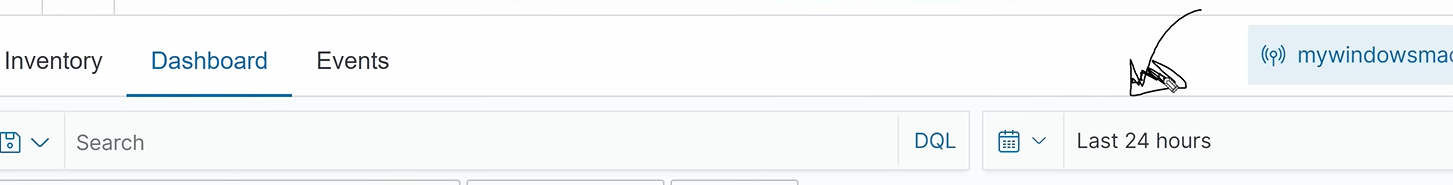 Inventory Dashboard Events mywindowsmac
Search DQL Last 24 hours